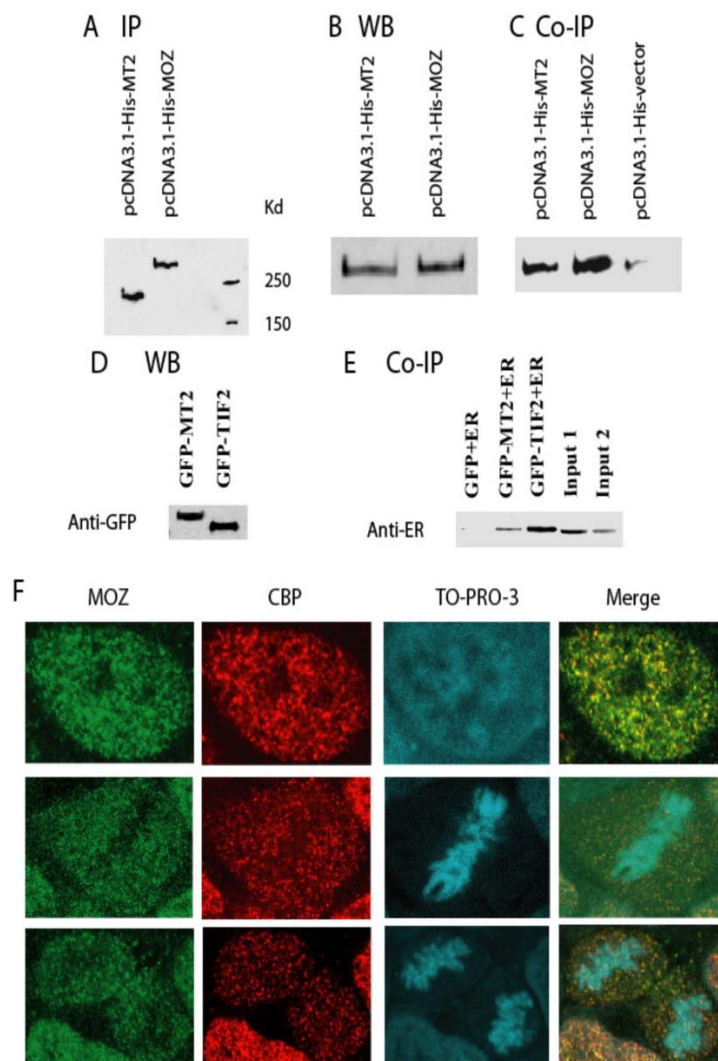 A IP
pcDNA3.1-His-MT2
pcDNA3.1-His-MOZ
Kd
250
150
B WB
pcDNA3.1-His-MT2
pcDNA3.1-His-MOZ
C Co-IP
pcDNA3.1-His-MT2
pcDNA3.1-His-MOZ
pcDNA3.1-His-vector
D WB
GFP-MT2
GFP-TIF2
Anti-GFP
E Co-IP
GFP+ER
GFP-MT2+ER
GFP-TIF2+ER
Input 1
Input 2
Anti-ER
F
MOZ CBP TO-PRO-3 Merge